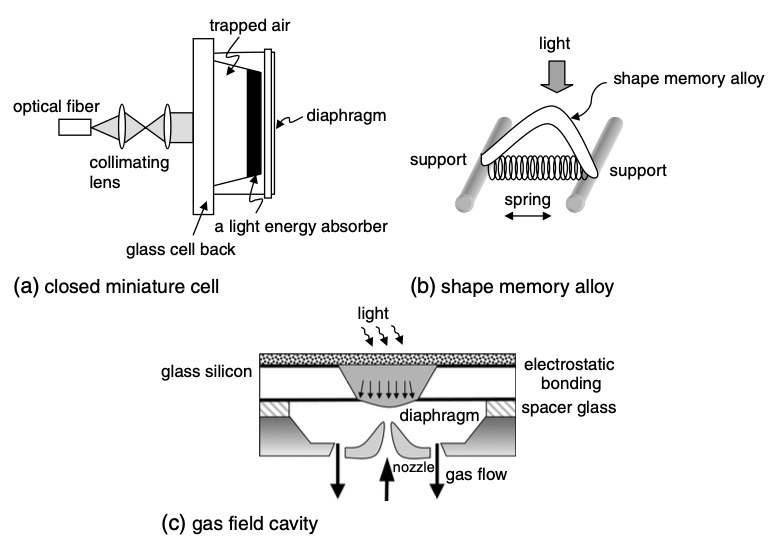 trapped air
optical fiber
diaphragm
collimating
lens
a light energy absorber
glass cell back
(a) closed miniature cell
light
shape memory alloy
support
support
spring
(b) shape memory alloy
light
glass silicon
electrostatic
bonding
spacer glass
diaphragm
nozzle
gas flow
(c) gas field cavity